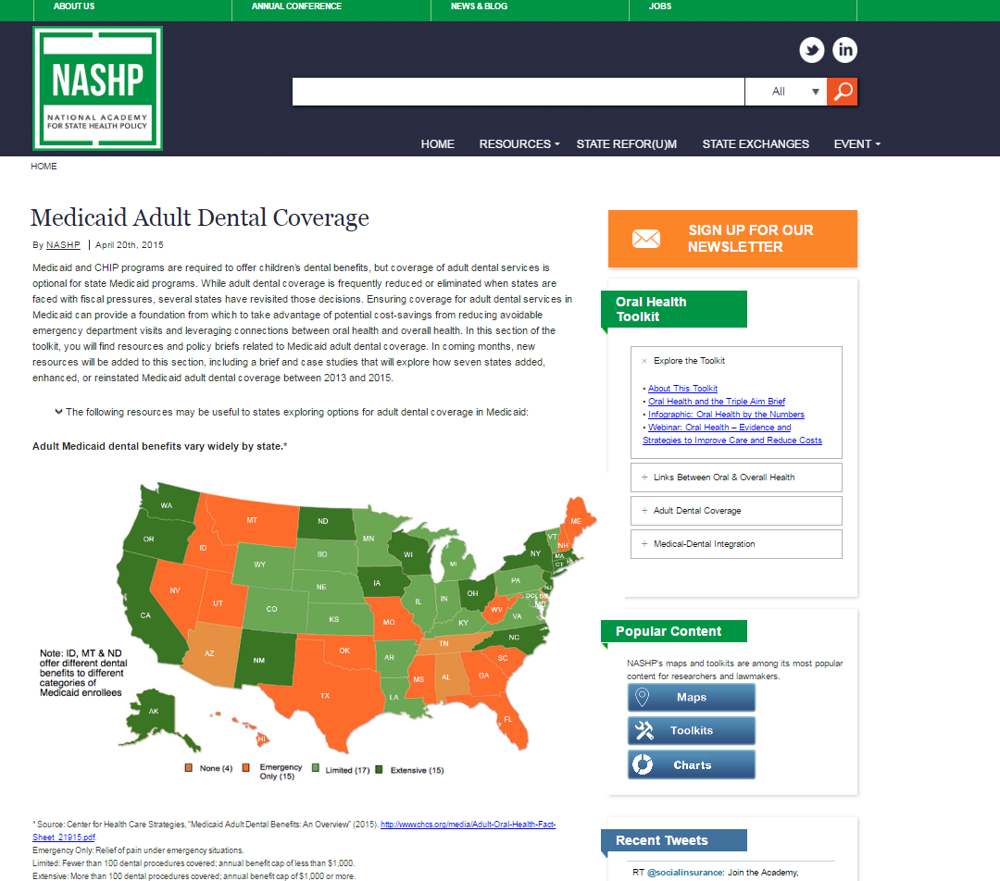 ABOUT US
ANNUAL CONFERENCE
NEWS & BLOG
JOBS
NASHP
NATIONAL ACADEMY
FOR STATE HEALTH POLICY
All
HOME
RESOURCES
STATE REFOR(U)M
STATE EXCHANGES
EVENT
HOME
Medicaid Adult Dental Coverage
By NASHP | April 20th, 2015
Medicaid and CHIP programs are required to offer children's dental benefits, but coverage of adult dental services is
optional for state Medicaid programs. While adult dental coverage is frequently reduced or eliminated when states are
faced with fiscal pressures, several states have revisited those decisions. Ensuring coverage for adult dental services in
Medicaid can provide a foundation from which to take advantage of potential cost-savings from reducing avoidable
emergency department visits and leveraging connections between oral health and overall health. In this section of the
toolkit, you will find resources and policy briefs related to Medicaid adult dental coverage. In coming months, new
resources will be added to this section, including a brief and case studies that will explore how seven states added,
enhanced, or reinstated Medicaid adult dental coverage between 2013 and 2015.
The following resources may be useful to states exploring options for adult dental coverage in Medicaid:
Adult Medicaid dental benefits vary widely by state.*
WA
MT
ND
OR
ID
MN
SD
WY
WI
MI
ME
VT
NH
NY
MA
CT
RI
NV
UT
CO
NE
IA
IL
IN
OH
PA
NJ
DC
DE
MD
CA
KS
MO
KY
WV
VA
AZ
NM
OK
AR
TN
NC
SC
TX
LA
MS
AL
GA
FL
AK
HI
Note: ID, MT & ND
offer different dental
benefits to different
categories of
Medicaid enrollees
None (4)
Emergency
Only (15)
Limited (17)
Extensive (15)
* Source: Center for Health Care Strategies, "Medicaid Adult Dental Benefits: An Overview" (2015). http://www.chcs.org/media/Adult-Oral-Health-Fact-
Sheet_21915.pdf.
Emergency Only: Relief of pain under emergency situations.
Limited: Fewer than 100 dental procedures covered; annual benefit cap of less than $1,000.
Extensive: More than 100 dental procedures covered; annual benefit cap of $1,000 or more.
SIGN UP FOR OUR
NEWSLETTER
Oral Health
Toolkit
× Explore the Toolkit
• About This Toolkit
• Oral Health and the Triple Aim Brief
• Infographic: Oral Health by the Numbers
• Webinar: Oral Health – Evidence and
Strategies to Improve Care and Reduce Costs
+ Links Between Oral & Overall Health
+ Adult Dental Coverage
+ Medical-Dental Integration
Popular Content
NASHP's maps and toolkits are among its most popular
content for researchers and lawmakers.
Maps
Toolkits
Charts
Recent Tweets
RT @socialinsurance: Join the Academy,